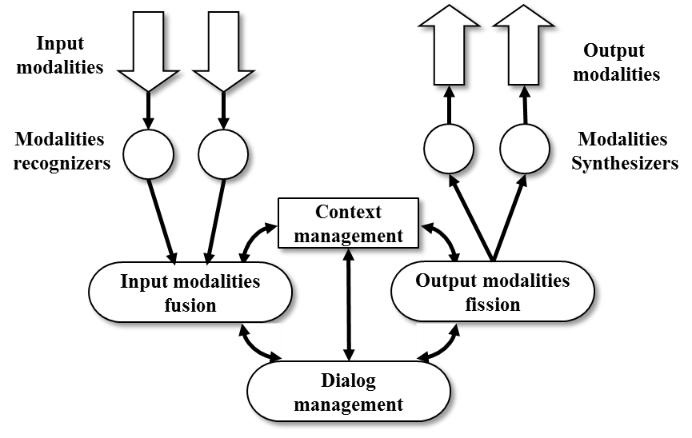 Input
modalities
Output
modalities
Modalities
recognizers
Modalities
Synthesizers
Context
management
Input modalities
fusion
Output modalities
fission
Dialog
management